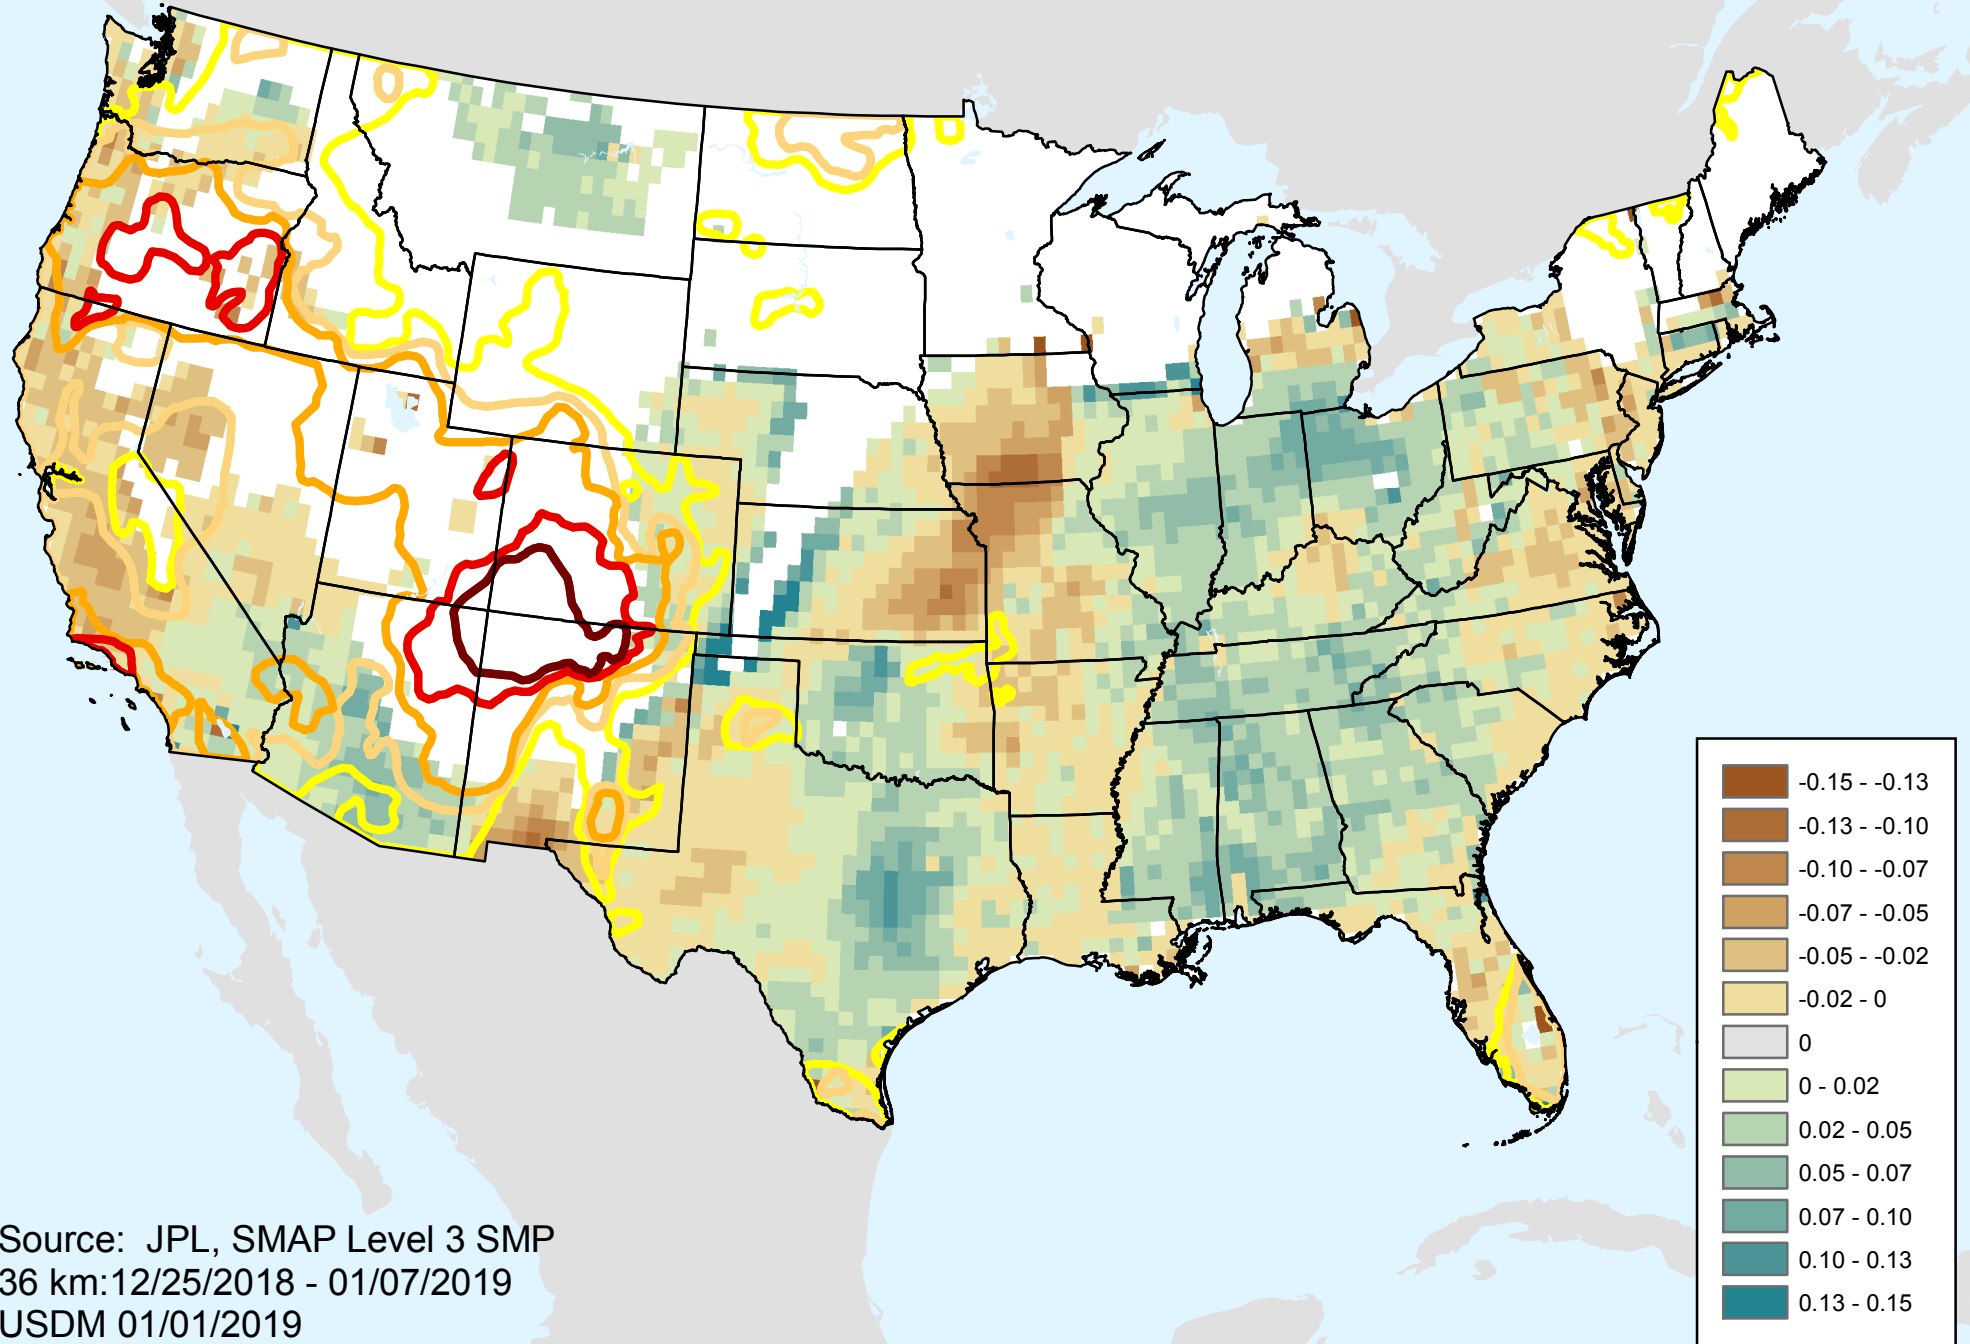 -0.15 - -0.13
-0.13 - -0.10
-0.10 - -0.07
-0.07 - -0.05
-0.05 - -0.02
-0.02 - 0
0
0 - 0.02
0.02 - 0.05
0.05 - 0.07
0.07 - 0.10
0.10 - 0.13
0.13 - 0.15
Source:  JPL, SMAP Level 3 SMP
36 km:12/25/2018 - 01/07/2019
USDM 01/01/2019